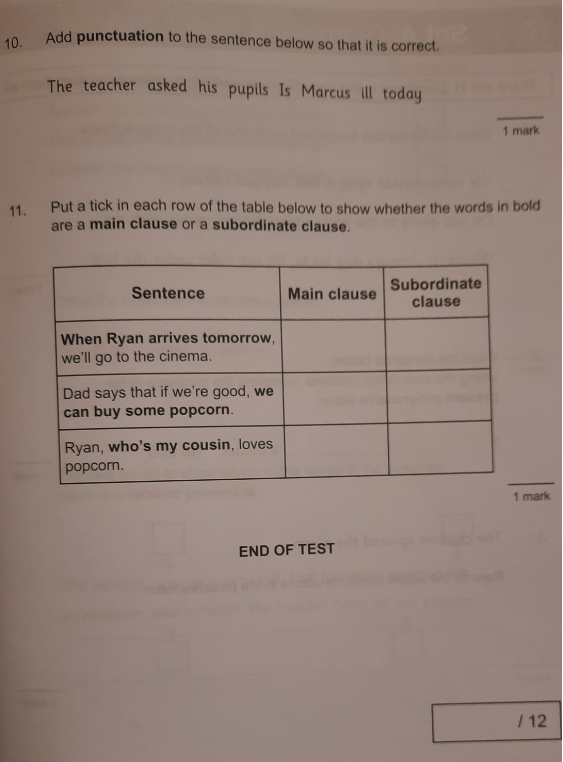 10. Add punctuation to the sentence below so that it is correct.
The teacher asked his pupils Is Marcus ill today
1 mark
11. Put a tick in each row of the table below to show whether the words in bold
are a main clause or a subordinate clause.
Sentence Main clause Subordinate
clause
When Ryan arrives tomorrow,
we'll go to the cinema.
Dad says that if we're good, we
can buy some popcorn.
Ryan, who's my cousin, loves
popcorn.
1 mark
END OF TEST
/ 12